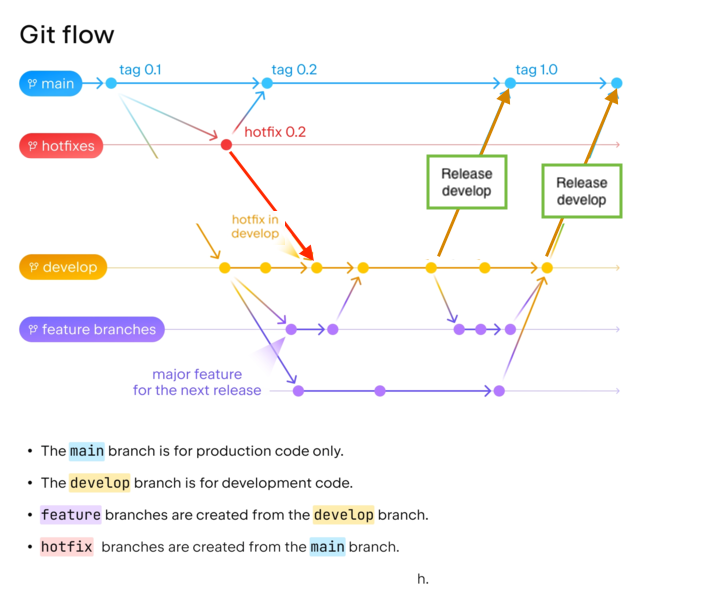 Git flow
tag 0.1
tag 0.2
tag 1.0
main
hotfix 0.2
hotfixes
Release
develop
Release
develop
hotfix in
develop
develop
feature branches
major feature
for the next release
• The main branch is for production code only.
• The develop branch is for development code.
• feature branches are created from the develop branch.
• hotfix branches are created from the main branch.
h.